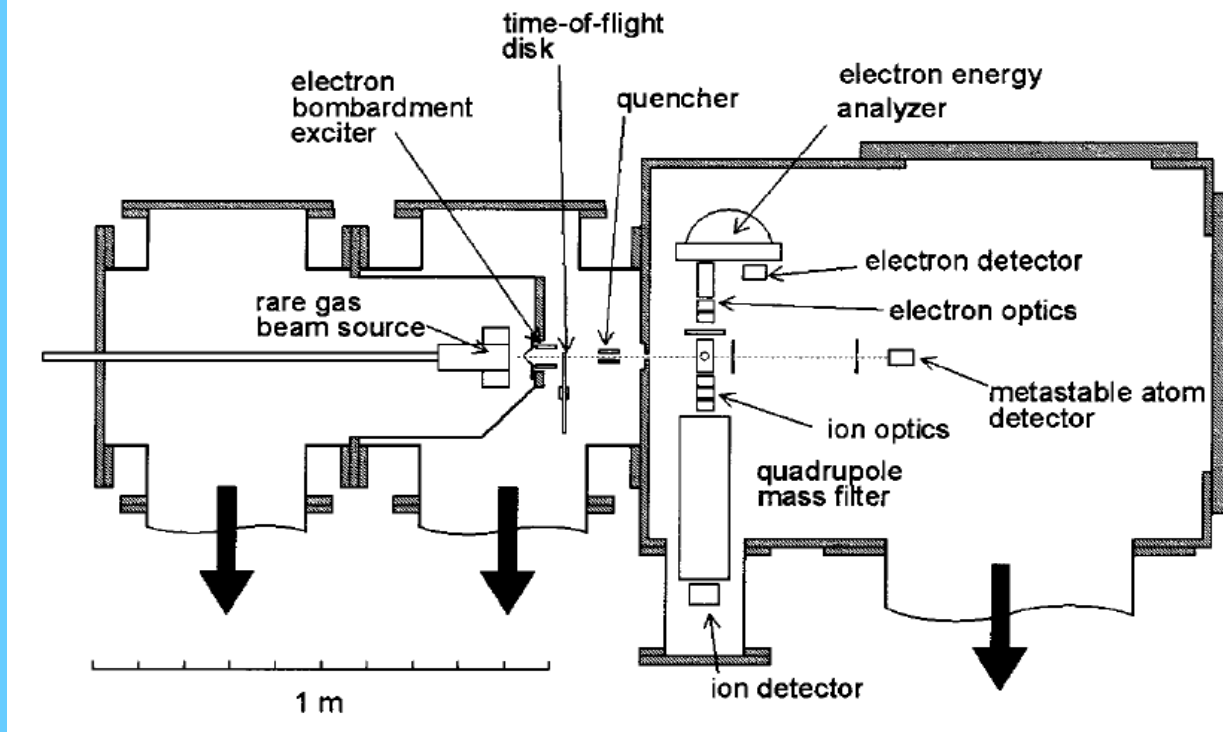 time-of-flight
disk
electron
bombardment
exciter
quencher
electron energy
analyzer
electron detector
rare gas
beam source
electron optics
metastable atom
detector
ion optics
quadrupole
mass filter
ion detector
1 m